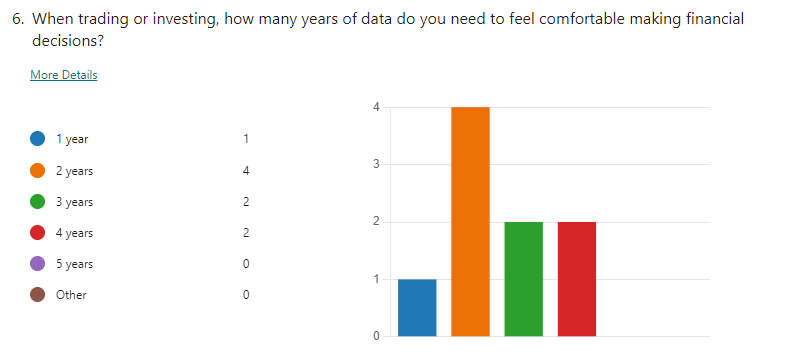 6. When trading or investing, how many years of data do you need to feel comfortable making financial
decisions?
More Details
1 year 1
2 years 4
3 years 2
4 years 2
5 years 0
Other 0
4
3
2
1
0